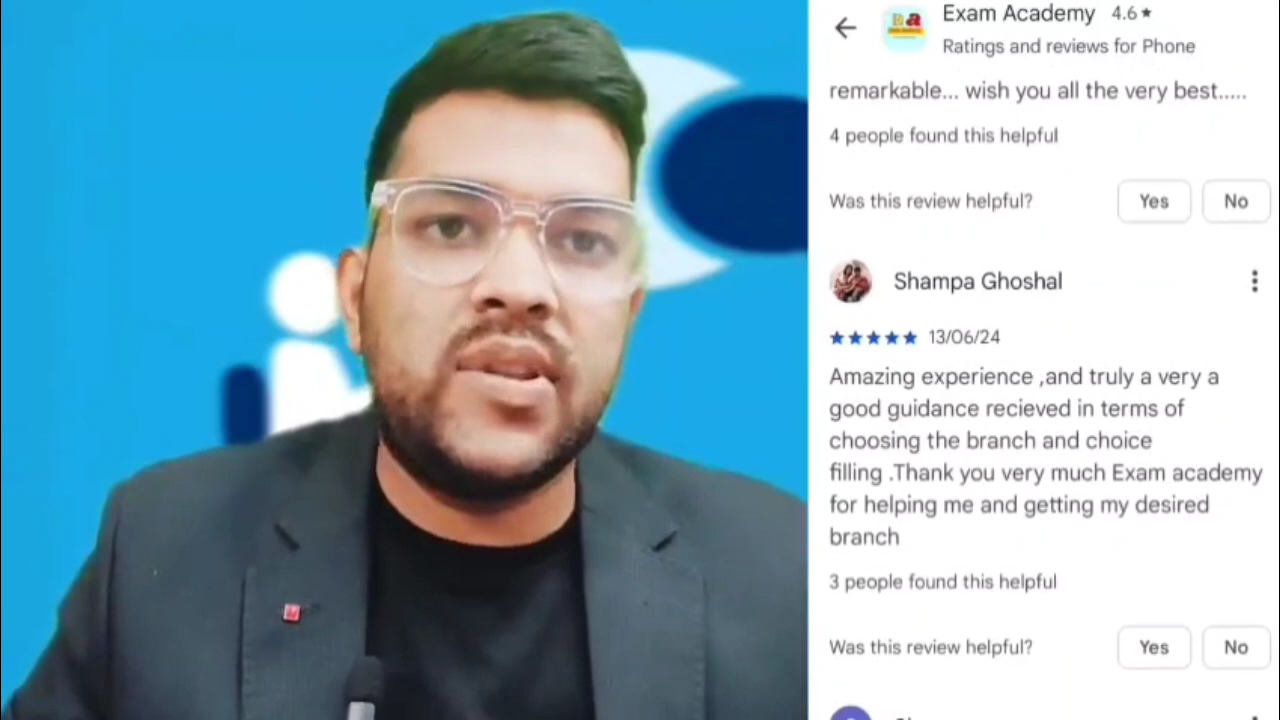 Exam Academy 4.6★
Ratings and reviews for Phone
remarkable... wish you all the very best.....
4 people found this helpful
Was this review helpful? Yes No
Shampa Ghoshal
★★★★★ 13/06/24
Amazing experience ,and truly a very a
good guidance recieved in terms of
choosing the branch and choice
filling .Thank you very much Exam academy
for helping me and getting my desired
branch
3 people found this helpful
Was this review helpful? Yes No